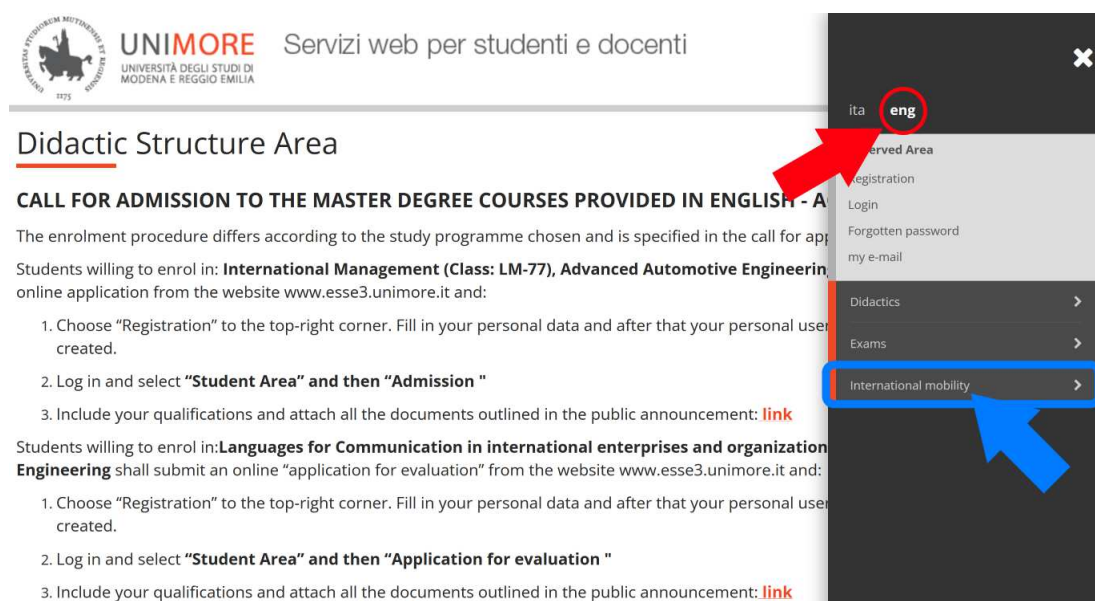 UNIMORE
UNIVERSITÀ DEGLI STUDI DI
MODENA E REGGIO EMILIA
1175
Servizi web per studenti e docenti
Didactic Structure Area
CALL FOR ADMISSION TO THE MASTER DEGREE COURSES PROVIDED IN ENGLISH - A
The enrolment procedure differs according to the study programme chosen and is specified in the call for
Students willing to enrol in: International Management (Class: LM-77), Advanced Automotive
online application from the website www.esse3.unimore.it and:
1. Choose “Registration” to the top-right corner. Fill in your personal data and after that your personal
created.
2. Log in and select “Student Area” and then “Admission "
3. Include your qualifications and attach all the documents outlined in the public announcement: link
Students willing to enrol in:Languages for Communication in international enterprises and
Engineering shall submit an online “application for evaluation” from the website www.esse3.unimore.it and:
1. Choose “Registration” to the top-right corner. Fill in your personal data and after that your personal
created.
2. Log in and select “Student Area” and then “Application for evaluation "
3. Include your qualifications and attach all the documents outlined in the public announcement: link
ita eng
Area
Registration
Login
Forgotten password
my e-mail
Didactics
Exams
International mobility